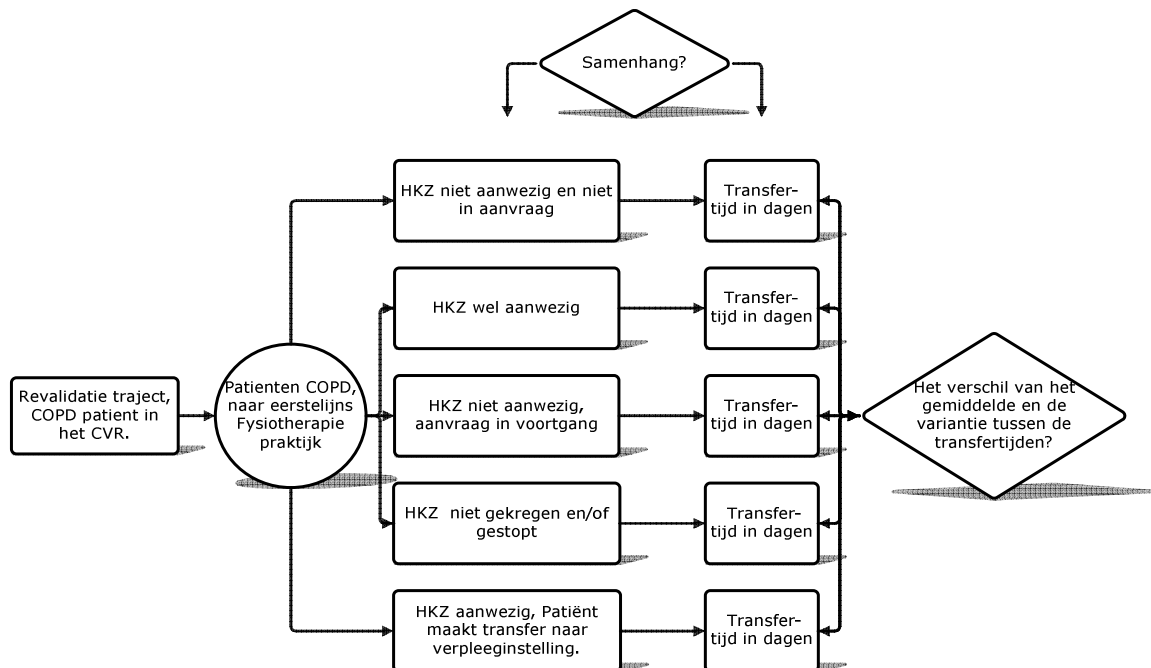 Samenhang?
HKZ niet aanwezig en niet
in aanvraag
Transfer-
tijd in dagen
HKZ wel aanwezig
Transfer-
tijd in dagen
Revalidatie traject,
COPD patient in
het CVR.
Patienten COPD,
naar eerstelijns
Fysiotherapie
praktijk
HKZ niet aanwezig,
aanvraag in voortgang
Transfer-
tijd in dagen
Het verschil van het
gemiddelde en de
variantie tussen de
transfertijden?
HKZ  niet gekregen en/of
gestopt
Transfer-
tijd in dagen
HKZ aanwezig, Patiënt
maakt transfer naar
verpleeginstelling.
Transfer-
tijd in dagen